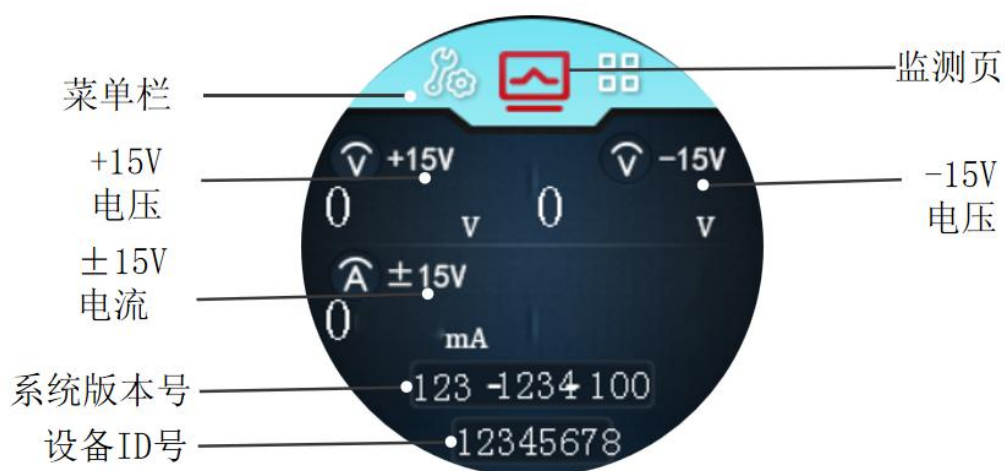 监测页
菜单栏
+15V
电压
+15V
0
V
-15V
0
V
-15V
电压
±15V
电流
±15V
0
mA
系统版本号
123-1234-100
设备ID号
12345678